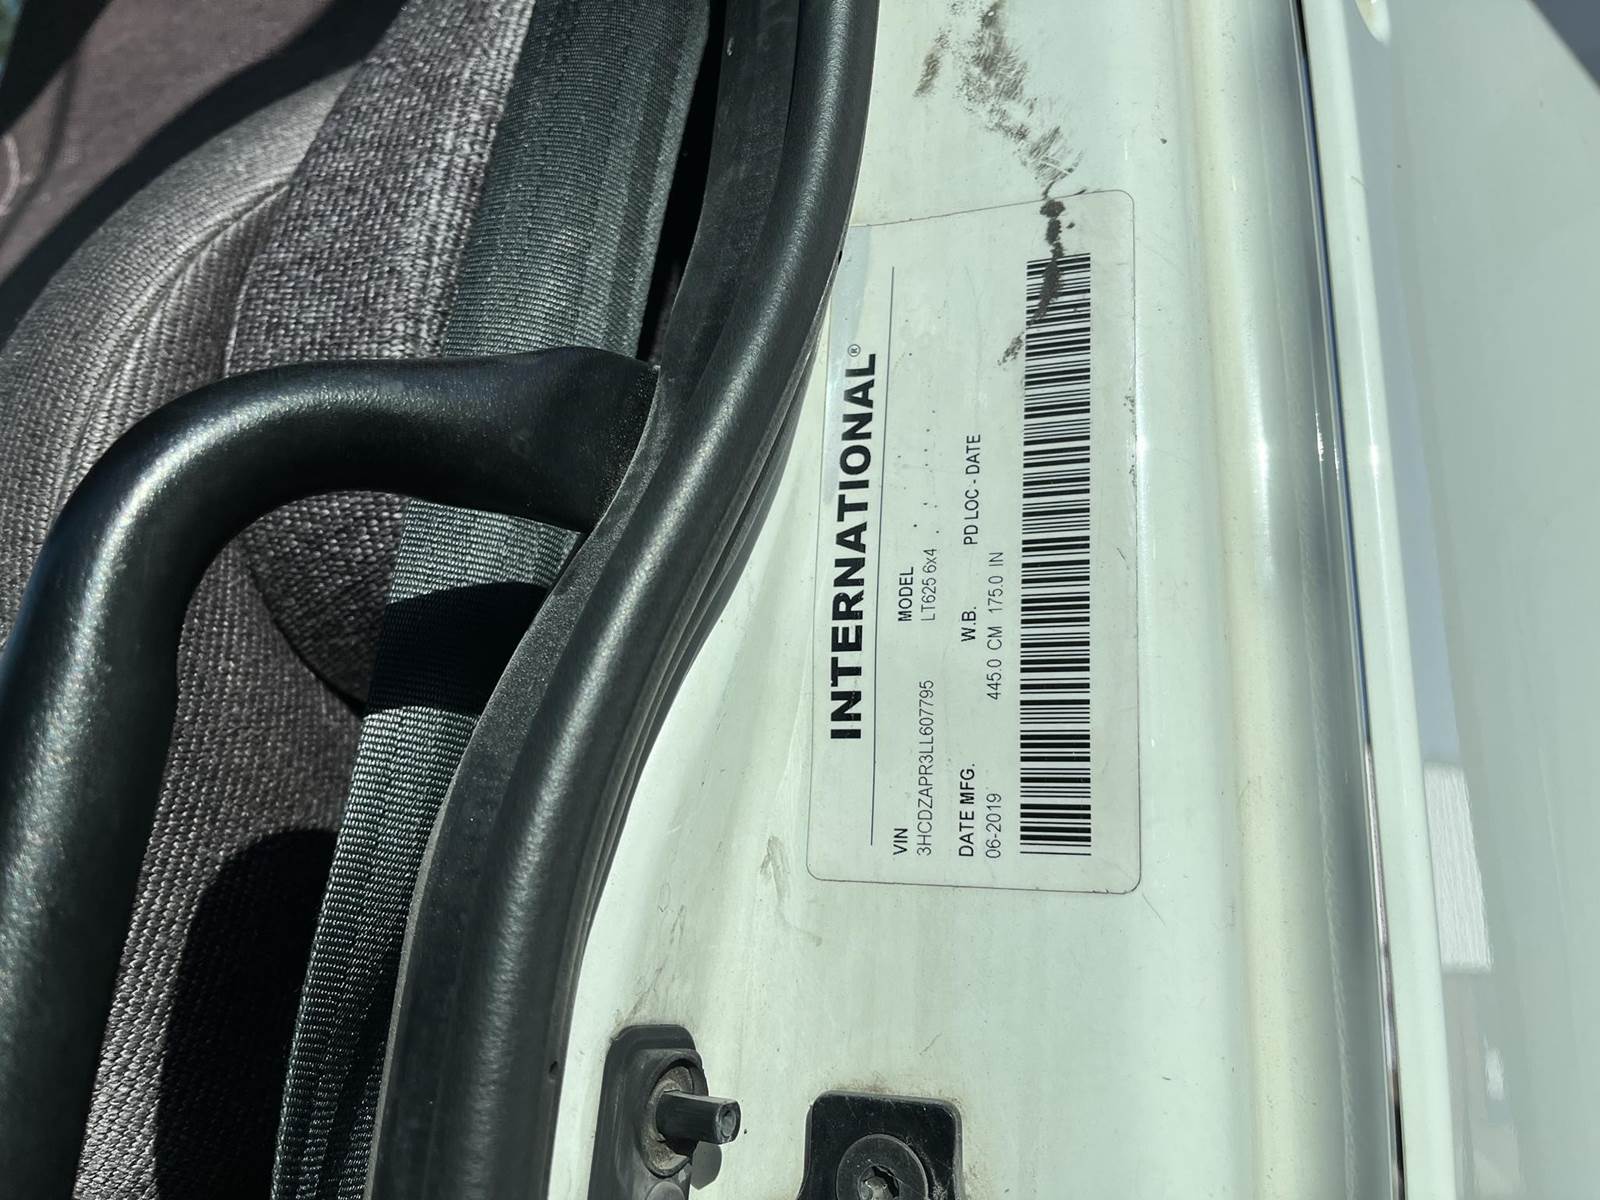 INTERNATIONAL®
VIN MODEL
3HCDZAPR3LL607795 LT625 6x4
DATE MFG. W.B. PD LOC - DATE
06-2019 445.0 CM 175.0 IN